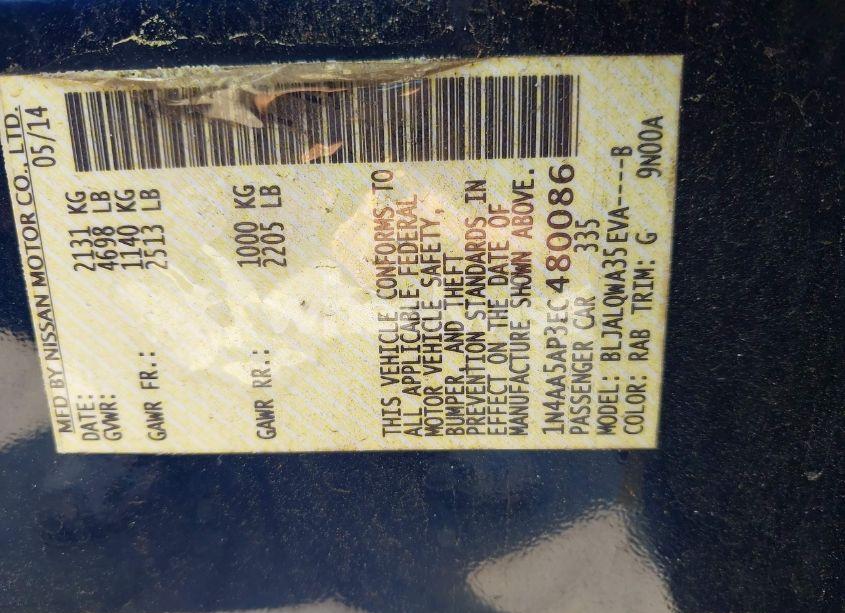 MFD BY NISSAN MOTOR CO., LTD.
DATE: 05/14
GVWR: 2131 KG
4698 LB
GAWR FR.: 1140 KG
2513 LB
GAWR RR.: 1000 KG
2205 LB
THIS VEHICLE CONFORMS TO
ALL APPLICABLE FEDERAL
MOTOR VEHICLE SAFETY,
BUMPER, AND THEFT
PREVENTION STANDARDS IN
EFFECT ON THE DATE OF
MANUFACTURE SHOWN ABOVE.
1N4AA5AP3EC480086
PASSENGER CAR 335
MODEL: BLJALQWA35EVA----B
COLOR: RAB TRIM: G 9N00A